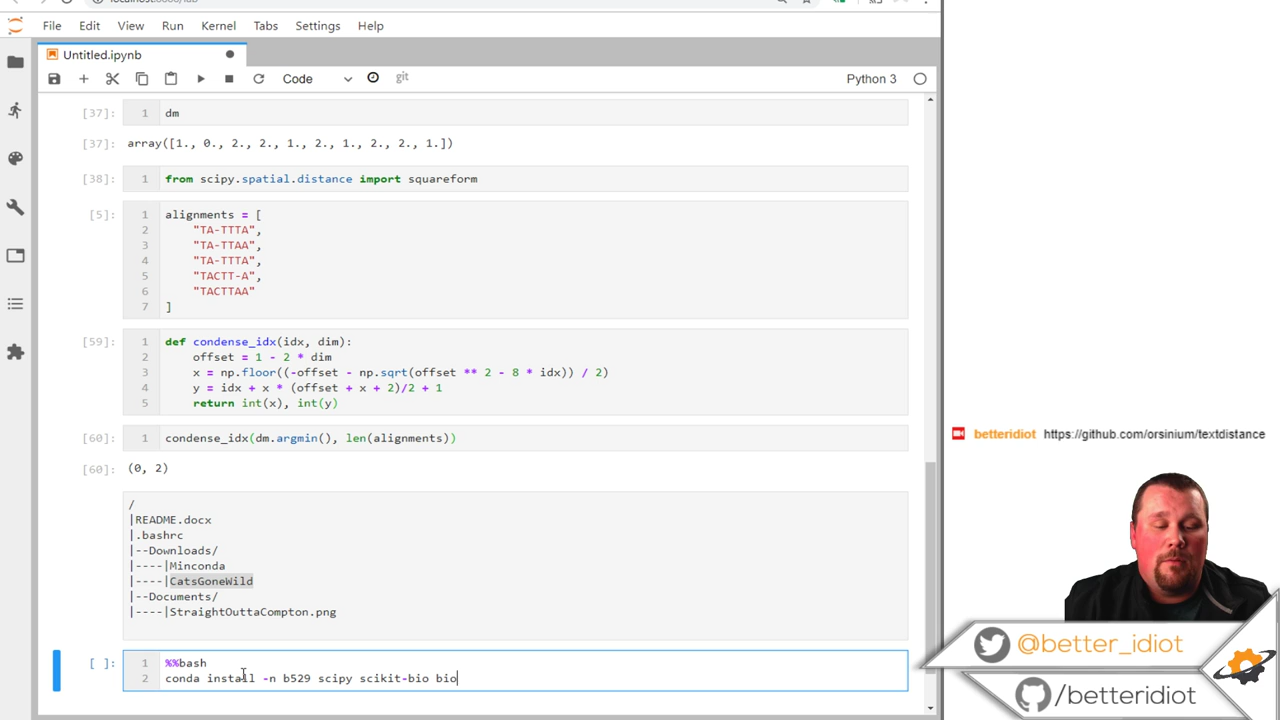 File Edit View Run Kernel Tabs Settings Help
Untitled.ipynb
Code git Python 3
[37]: 1 dm
[37]: array([1., 0., 2., 2., 1., 2., 1., 2., 2., 1.])
[38]: 1 from scipy.spatial.distance import squareform
[5]: 1 alignments = [
2 "TA-TTTA",
3 "TA-TTAA",
4 "TA-TTTA",
5 "TACTT-A",
6 "TACTTAA"
7 ]
[59]: 1 def condense_idx(idx, dim):
2 offset = 1 - 2 * dim
3 x = np.floor((-offset - np.sqrt(offset ** 2 - 8 * idx)) / 2)
4 y = idx + x * (offset + x + 2)/2 + 1
5 return int(x), int(y)
[60]: 1 condense_idx(dm.argmin(), len(alignments))
[60]: (0, 2)
/
|README.docx
|.bashrc
|--Downloads/
|----|Minconda
|----|CatsGoneWild
|--Documents/
|----|StraightOuttaCompton.png
[ ]: 1 %%bash
2 conda install -n b529 scipy scikit-bio bio
betteridiot https://github.com/orsinium/textdistance
@better_idiot
/betteridiot